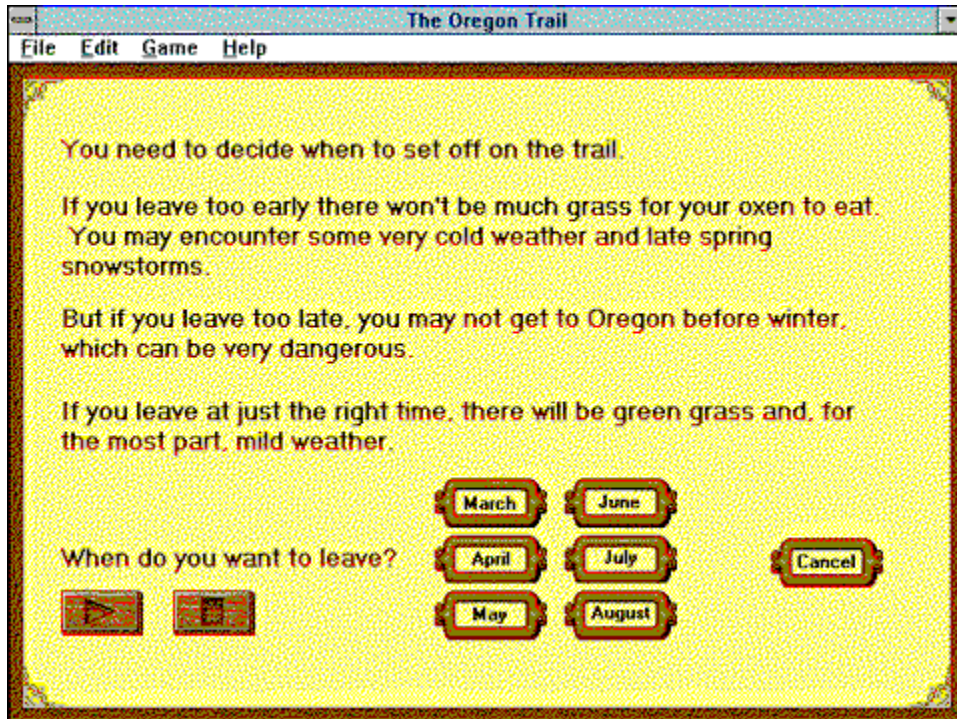 The Oregon Trail
File Edit Game Help
You need to decide when to set off on the trail.
If you leave too early there won't be much grass for your oxen to eat.
You may encounter some very cold weather and late spring
snowstorms.
But if you leave too late, you may not get to Oregon before winter,
which can be very dangerous.
If you leave at just the right time, there will be green grass and, for
the most part, mild weather.
When do you want to leave?
March June
April July
May August
Cancel